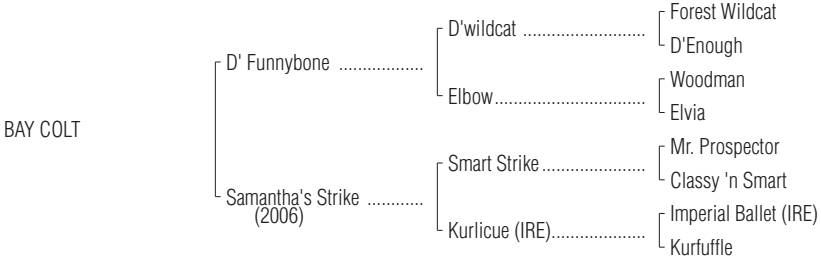 Forest Wildcat
D'wildcat ..........................
D'Enough
D' Funnybone ..................
Woodman
Elbow................................
Elvia
BAY COLT
Mr. Prospector
Smart Strike......................
Classy 'n Smart
Samantha's Strike ............
(2006)
Imperial Ballet (IRE)
Kurlicue (IRE)....................
Kurfuffle